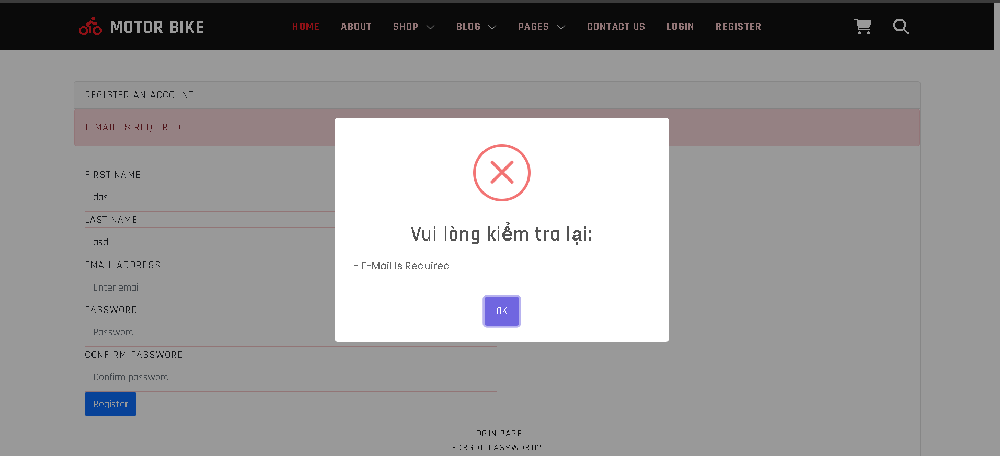 MOTOR BIKE
HOME ABOUT SHOP BLOG PAGES CONTACT US LOGIN REGISTER
REGISTER AN ACCOUNT
E-MAIL IS REQUIRED
FIRST NAME
das
LAST NAME
asd
EMAIL ADDRESS
Enter email
PASSWORD
Password
CONFIRM PASSWORD
Confirm password
Register
LOGIN PAGE
FORGOT PASSWORD?
Vui lòng kiểm tra lại:
- E-Mail Is Required
OK